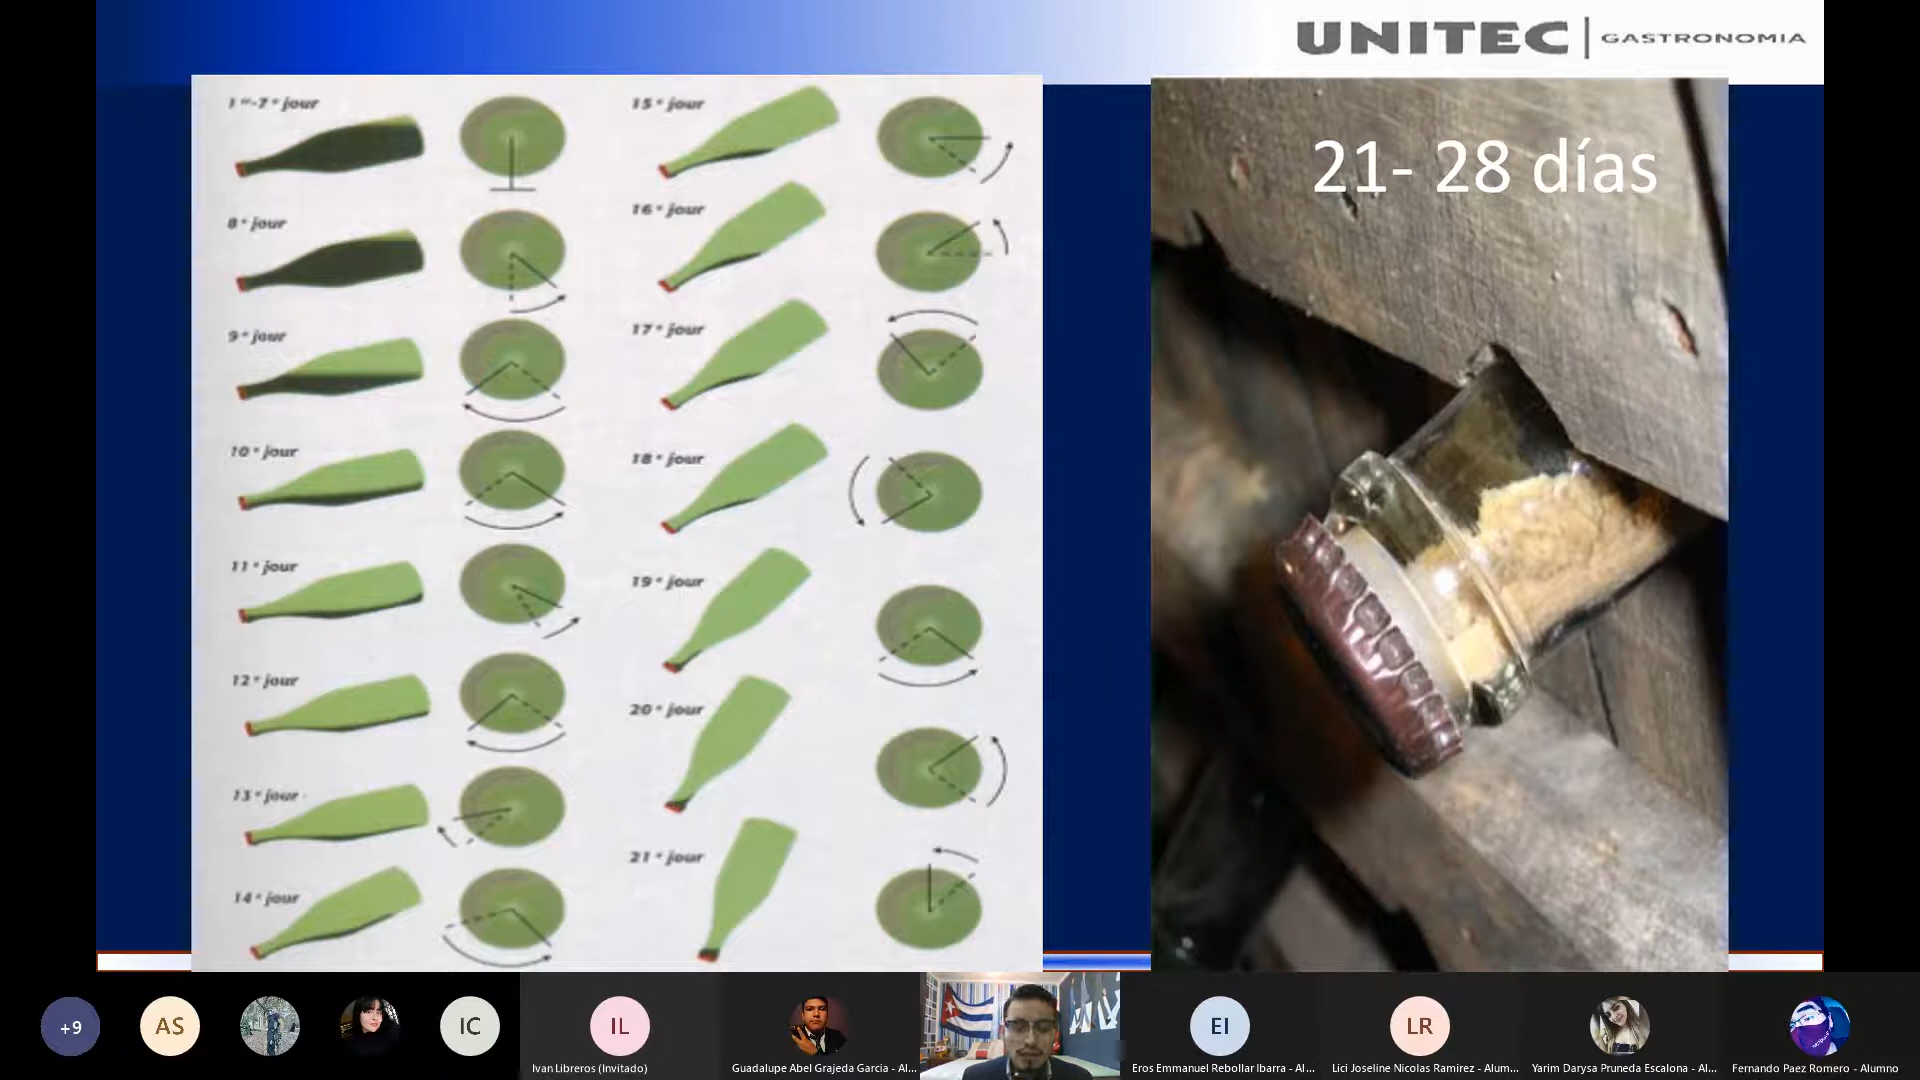 UNITEC | GASTRONOMIA
1er-7e jour
8e jour
9e jour
10e jour
11e jour
12e jour
13e jour
14e jour
15e jour
16e jour
17e jour
18e jour
19e jour
20e jour
21e jour
21- 28 días
+9
AS
IC
IL
Ivan Libreros (Invitado)
Guadalupe Abel Grajeda Garcia - Al...
EI
Eros Emmanuel Rebollar Ibarra - Al...
LR
Lici Joseline Nicolas Ramirez - Alum...
Yarim Darysa Pruneda Escalona - Al...
Fernando Paez Romero - Alumno